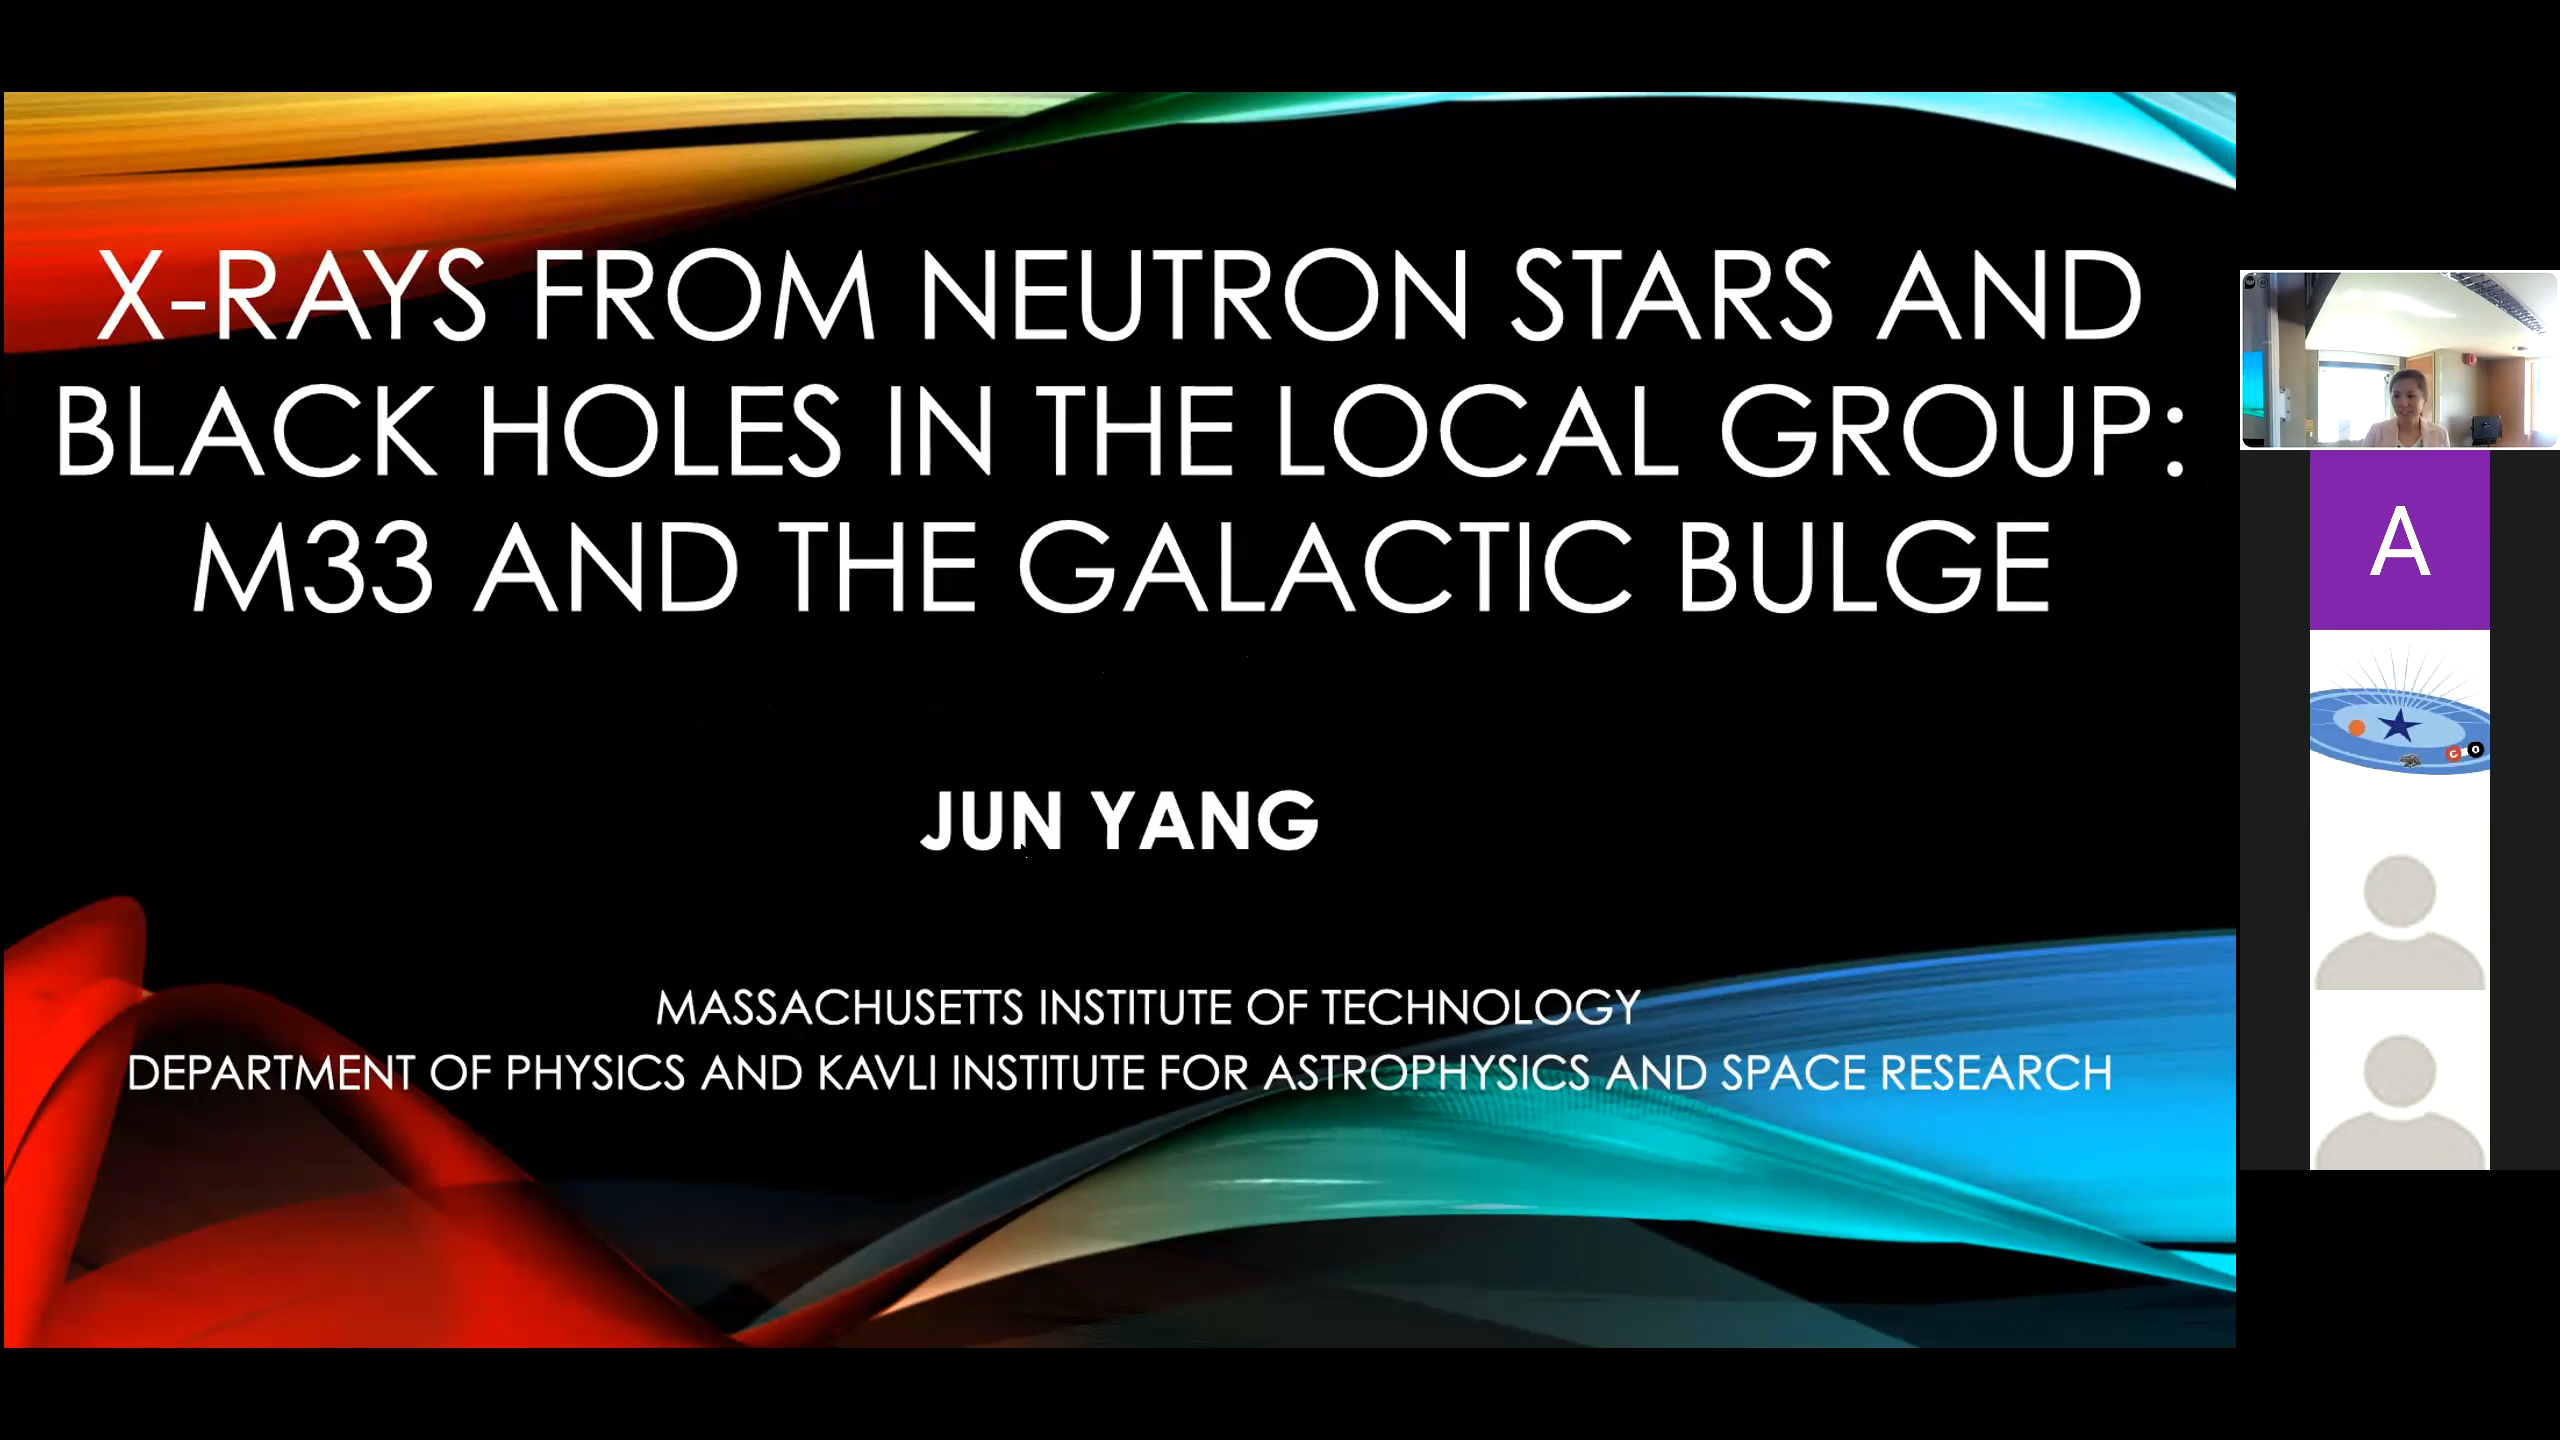 X-RAYS FROM NEUTRON STARS AND
BLACK HOLES IN THE LOCAL GROUP:
M33 AND THE GALACTIC BULGE
JUN YANG
MASSACHUSETTS INSTITUTE OF TECHNOLOGY
DEPARTMENT OF PHYSICS AND KAVLI INSTITUTE FOR ASTROPHYSICS AND SPACE RESEARCH
A
C
O